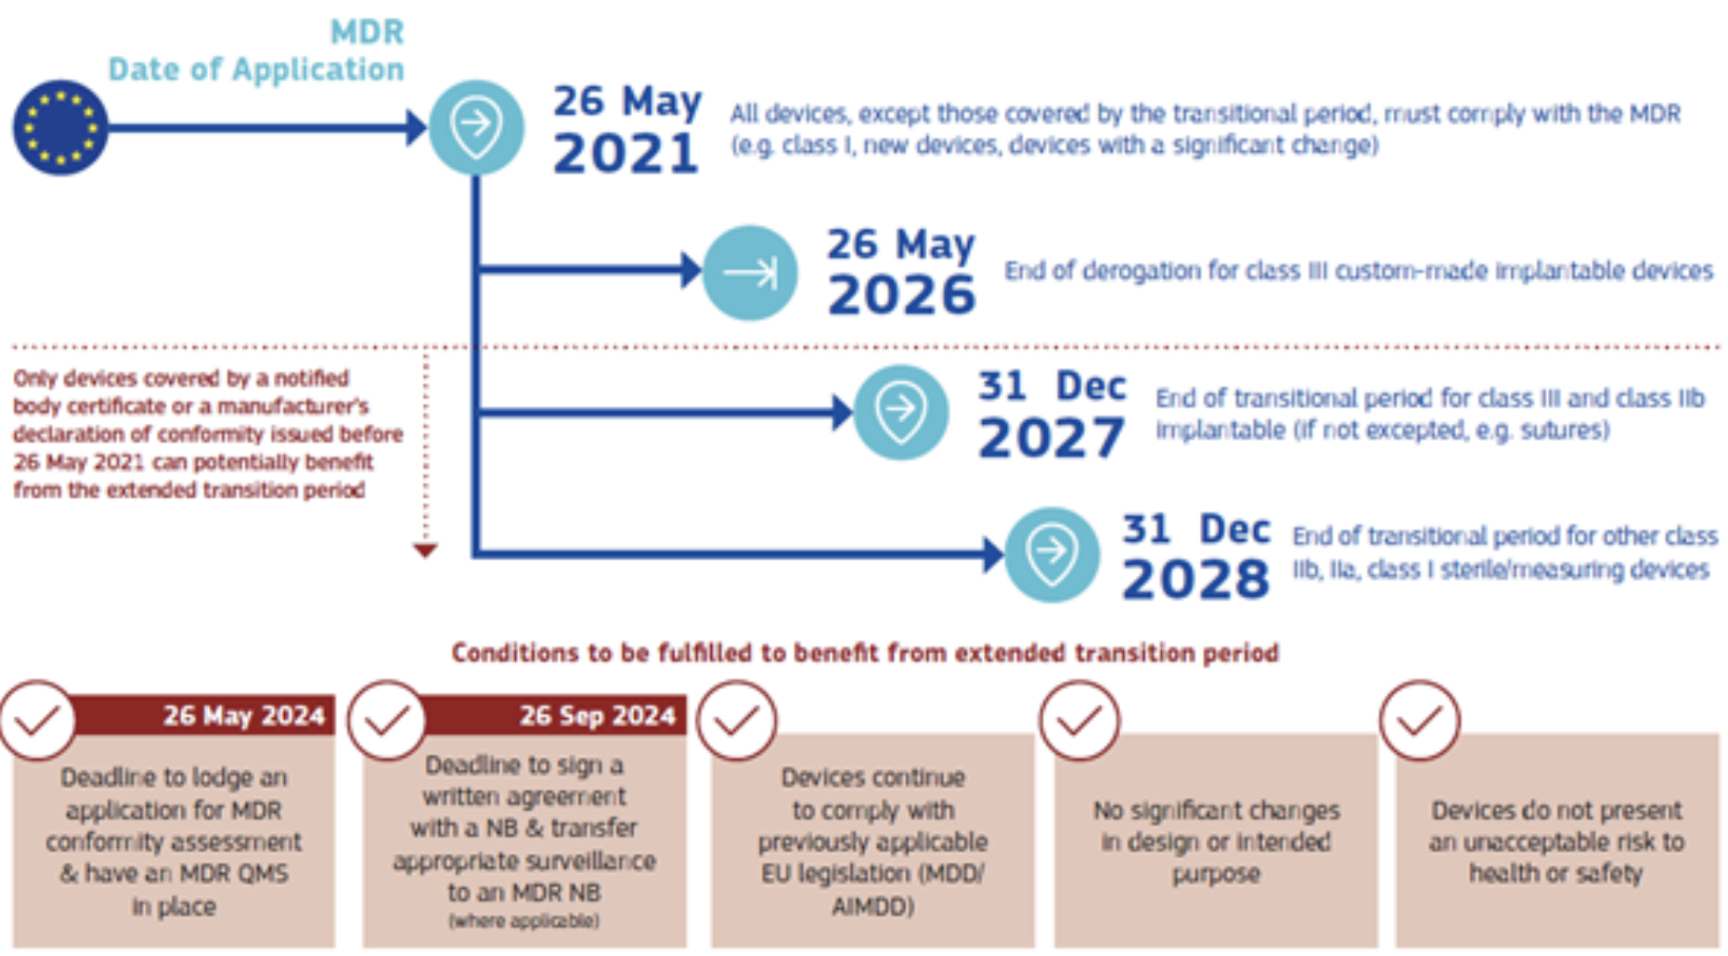 MDR
Date of Application
26 May
2021
All devices, except those covered by the transitional period, must comply with the MDR
(e.g. class I, new devices, devices with a significant change)
26 May
2026
End of derogation for class III custom-made implantable devices
Only devices covered by a notified
body certificate or a manufacturer's
declaration of conformity issued before
26 May 2021 can potentially benefit
from the extended transition period
31 Dec
2027
End of transitional period for class III and class IIb
implantable (if not excepted, e.g. sutures)
31 Dec
2028
End of transitional period for other class
IIb, IIa, class I sterile/measuring devices
Conditions to be fulfilled to benefit from extended transition period
26 May 2024
Deadline to lodge an
application for MDR
conformity assessment
& have an MDR QMS
in place
26 Sep 2024
Deadline to sign a
written agreement
with a NB & transfer
appropriate surveillance
to an MDR NB
(where applicable)
Devices continue
to comply with
previously applicable
EU legislation (MDD/
AIMDD)
No significant changes
in design or intended
purpose
Devices do not present
an unacceptable risk to
health or safety